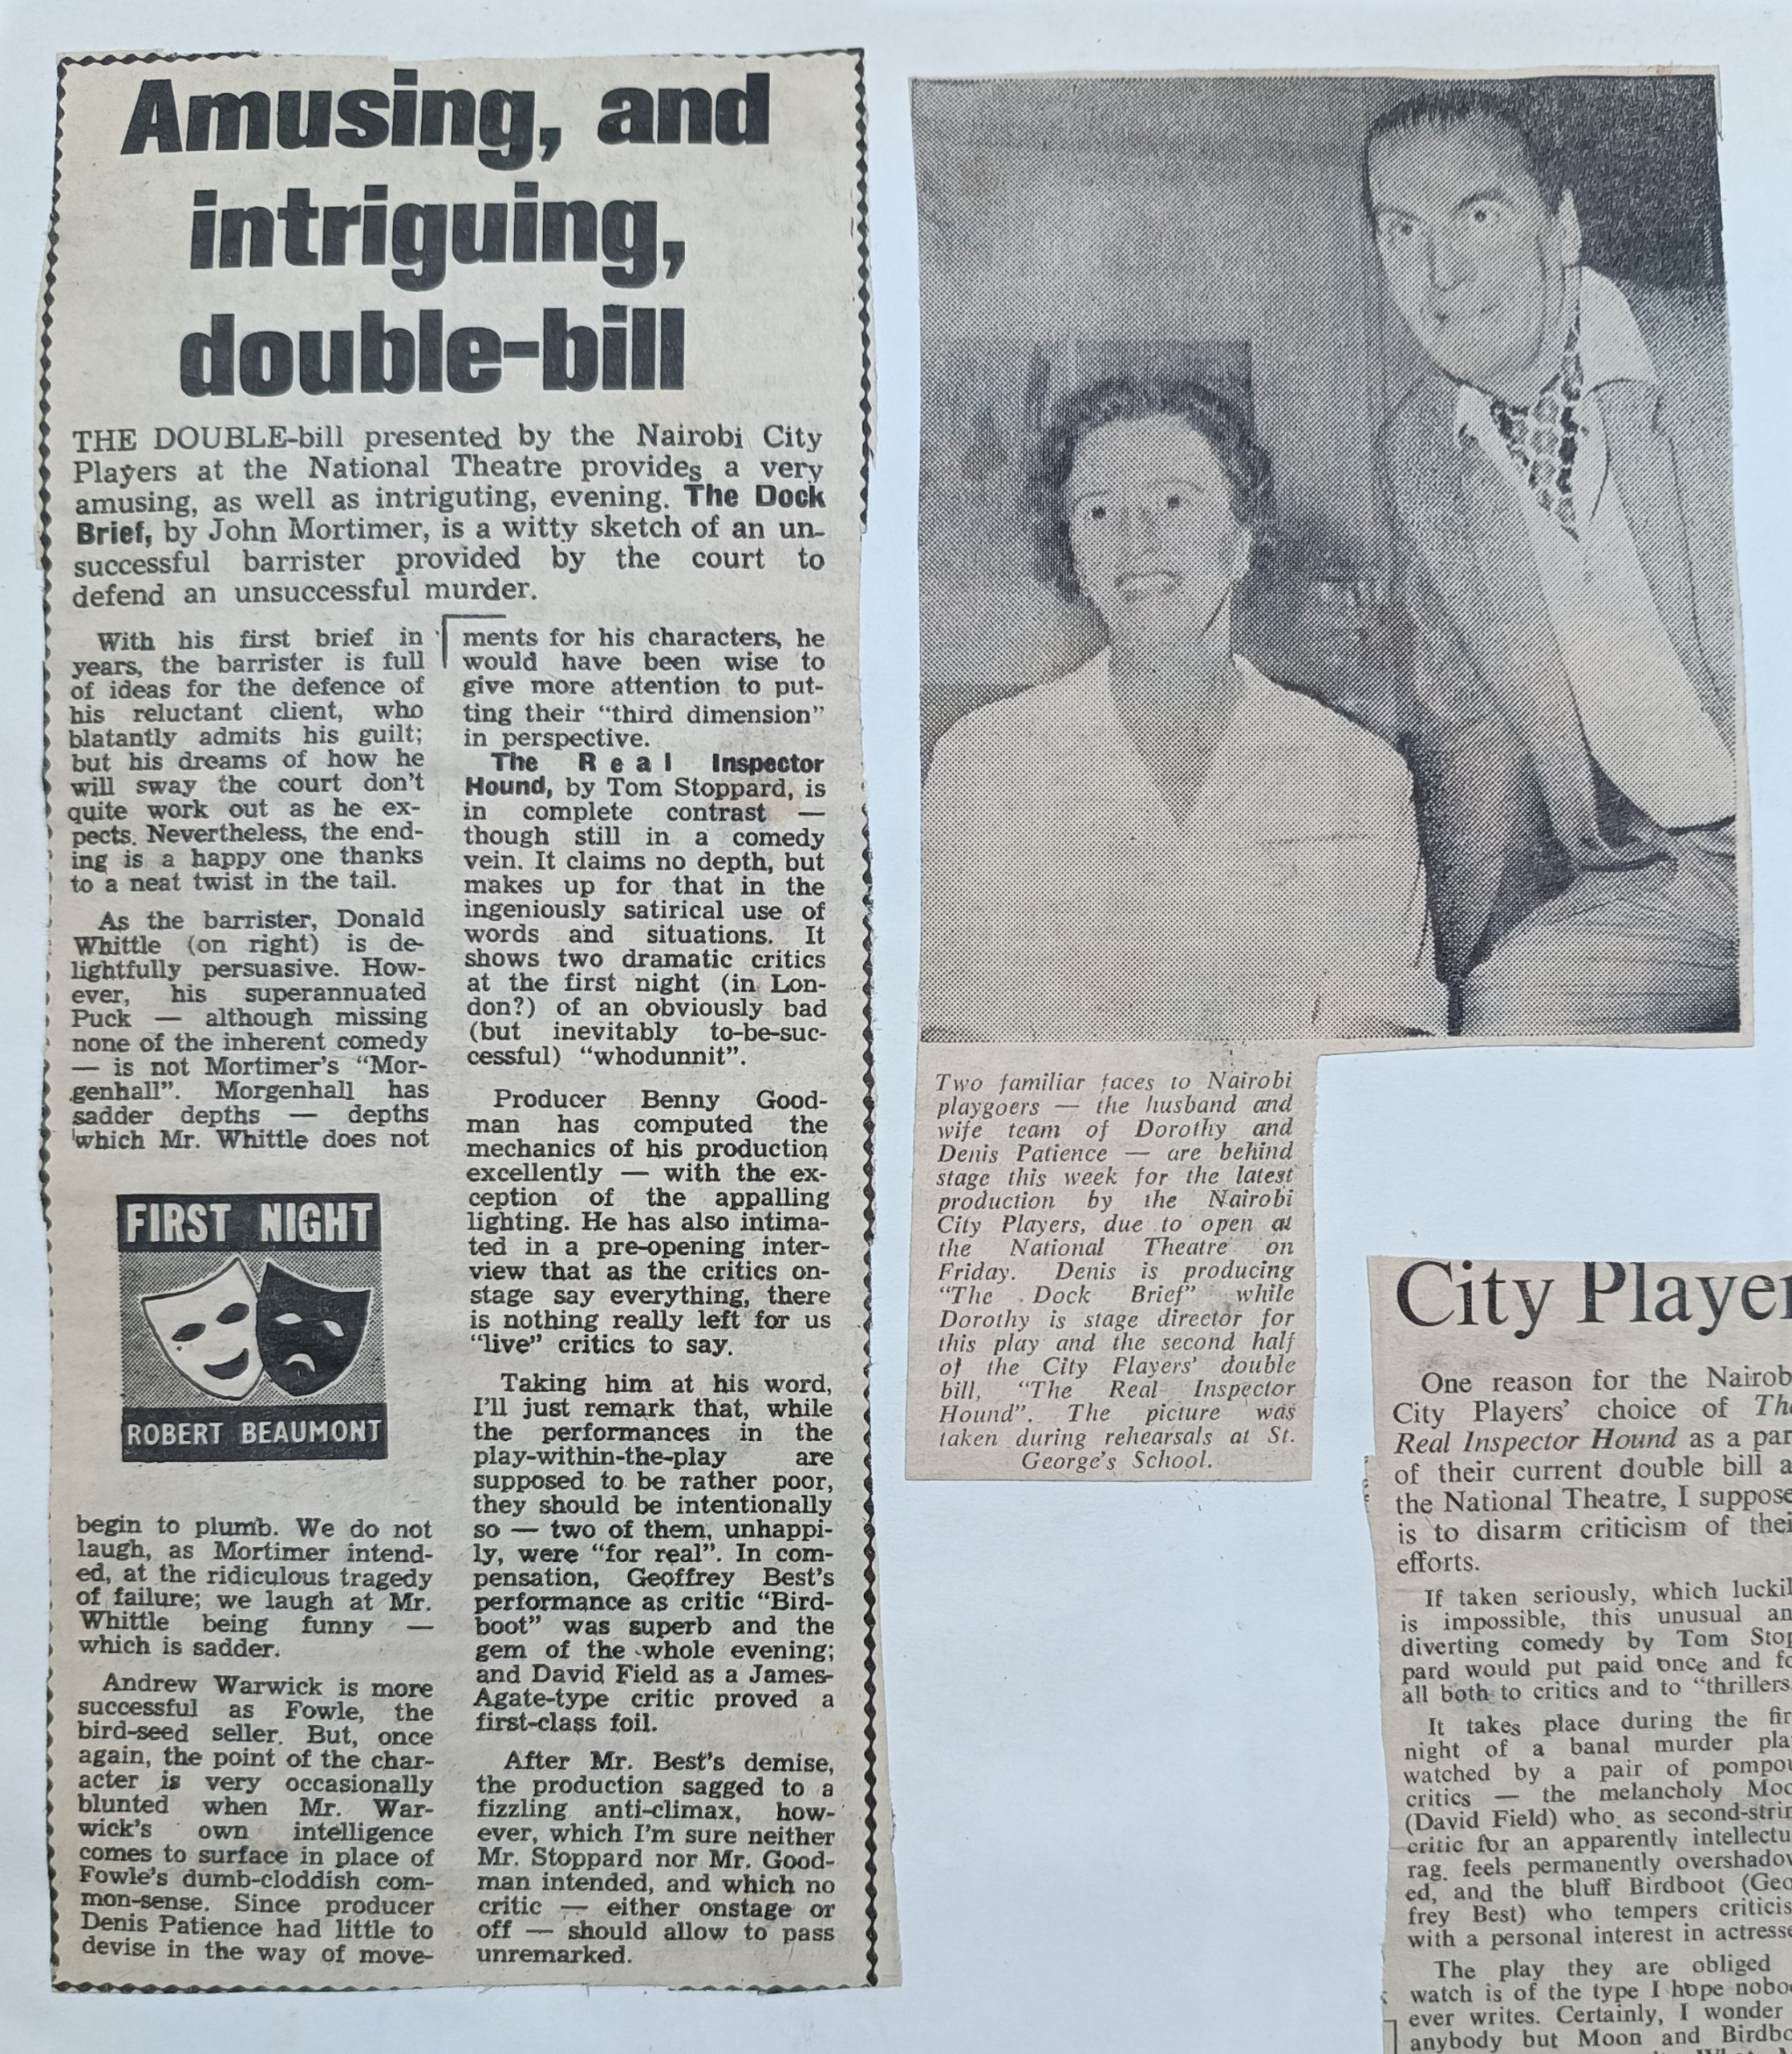 Amusing, and
intriguing,
double-bill
THE DOUBLE-bill presented by the Nairobi City
Players at the National Theatre provides a very
amusing, as well as intriguting, evening. The Dock
Brief, by John Mortimer, is a witty sketch of an un-
successful barrister provided by the court to
defend an unsuccessful murder.
With his first brief in
years, the barrister is full
of ideas for the defence of
his reluctant client, who
blatantly admits his guilt;
but his dreams of how he
will sway the court don't
quite work out as he ex-
pects. Nevertheless, the end-
ing is a happy one thanks
to a neat twist in the tail.
As the barrister, Donald
Whittle (on right) is de-
lightfully persuasive. How-
ever, his superannuated
Puck — although missing
none of the inherent comedy
— is not Mortimer's "Mor-
genhall". Morgenhall has
sadder depths — depths
which Mr. Whittle does not
FIRST NIGHT
ROBERT BEAUMONT
begin to plumb. We do not
laugh, as Mortimer intend-
ed, at the ridiculous tragedy
of failure; we laugh at Mr.
Whittle being funny —
which is sadder.
Andrew Warwick is more
successful as Fowle, the
bird-seed seller. But, once
again, the point of the char-
acter is very occasionally
blunted when Mr. War-
wick's own intelligence
comes to surface in place of
Fowle's dumb-cloddish com-
mon-sense. Since producer
Denis Patience had little to
devise in the way of move-
ments for his characters, he
would have been wise to
give more attention to put-
ting their "third dimension"
in perspective.
The Real Inspector
Hound, by Tom Stoppard, is
in complete contrast —
though still in a comedy
vein. It claims no depth, but
makes up for that in the
ingeniously satirical use of
words and situations. It
shows two dramatic critics
at the first night (in Lon-
don?) of an obviously bad
(but inevitably to-be-suc-
cessful) "whodunnit".
Producer Benny Good-
man has computed the
mechanics of his production
excellently — with the ex-
ception of the appalling
lighting. He has also intima-
ted in a pre-opening inter-
view that as the critics on-
stage say everything, there
is nothing really left for us
"live" critics to say.
Taking him at his word,
I'll just remark that, while
the performances in the
play-within-the-play are
supposed to be rather poor,
they should be intentionally
so — two of them, unhappi-
ly, were "for real". In com-
pensation, Geoffrey Best's
performance as critic "Bird-
boot" was superb and the
gem of the whole evening;
and David Field as a James-
Agate-type critic proved a
first-class foil.
After Mr. Best's demise,
the production sagged to a
fizzling anti-climax, how-
ever, which I'm sure neither
Mr. Stoppard nor Mr. Good-
man intended, and which no
critic — either onstage or
off — should allow to pass
unremarked.
Two familiar faces to Nairobi
playgoers — the husband and
wife team of Dorothy and
Denis Patience — are behind
stage this week for the latest
production by the Nairobi
City Players, due to open at
the National Theatre on
Friday. Denis is producing
"The Dock Brief" while
Dorothy is stage director for
this play and the second half
of the City Players' double
bill, "The Real Inspector
Hound". The picture was
taken during rehearsals at St.
George's School.
City Player
One reason for the Nairob
City Players' choice of The
Real Inspector Hound as a par
of their current double bill a
the National Theatre, I suppose
is to disarm criticism of thei
efforts.
If taken seriously, which luckil
is impossible, this unusual an
diverting comedy by Tom Stop
pard would put paid once and fo
all both to critics and to "thrillers
It takes place during the fir
night of a banal murder pla
watched by a pair of pompou
critics — the melancholy Moo
(David Field) who, as second-strin
critic for an apparently intellectu
rag, feels permanently overshadow
ed, and the bluff Birdboot (Geo
frey Best) who tempers criticis
with a personal interest in actresse
The play they are obliged
watch is of the type I hope nobo
ever writes. Certainly, I wonder
anybody but Moon and Birdbo